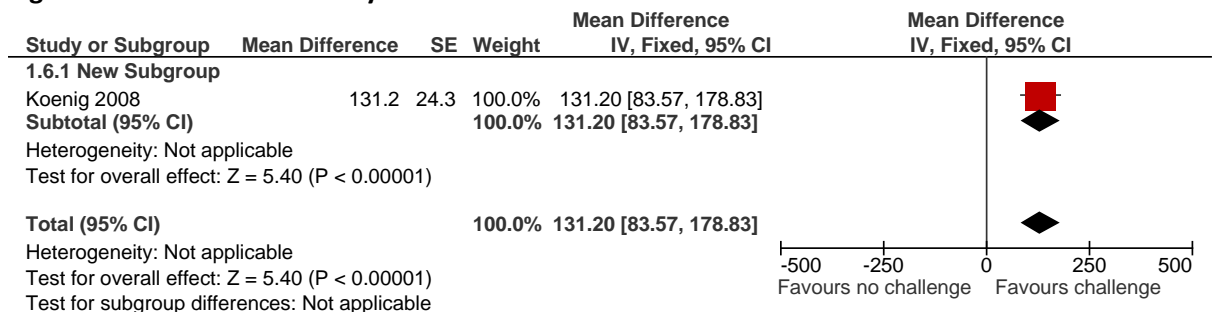 Mean Difference Mean Difference
Study or Subgroup Mean Difference SE Weight IV, Fixed, 95% CI IV, Fixed, 95% CI
1.6.1 New Subgroup
Koenig 2008 131.2 24.3 100.0% 131.20 [83.57, 178.83]
Subtotal (95% CI) 100.0% 131.20 [83.57, 178.83]
Heterogeneity: Not applicable
Test for overall effect: Z = 5.40 (P < 0.00001)
Total (95% CI) 100.0% 131.20 [83.57, 178.83]
Heterogeneity: Not applicable
Test for overall effect: Z = 5.40 (P < 0.00001)
Test for subgroup differences: Not applicable
-500 -250 0 250 500
Favours no challenge Favours challenge